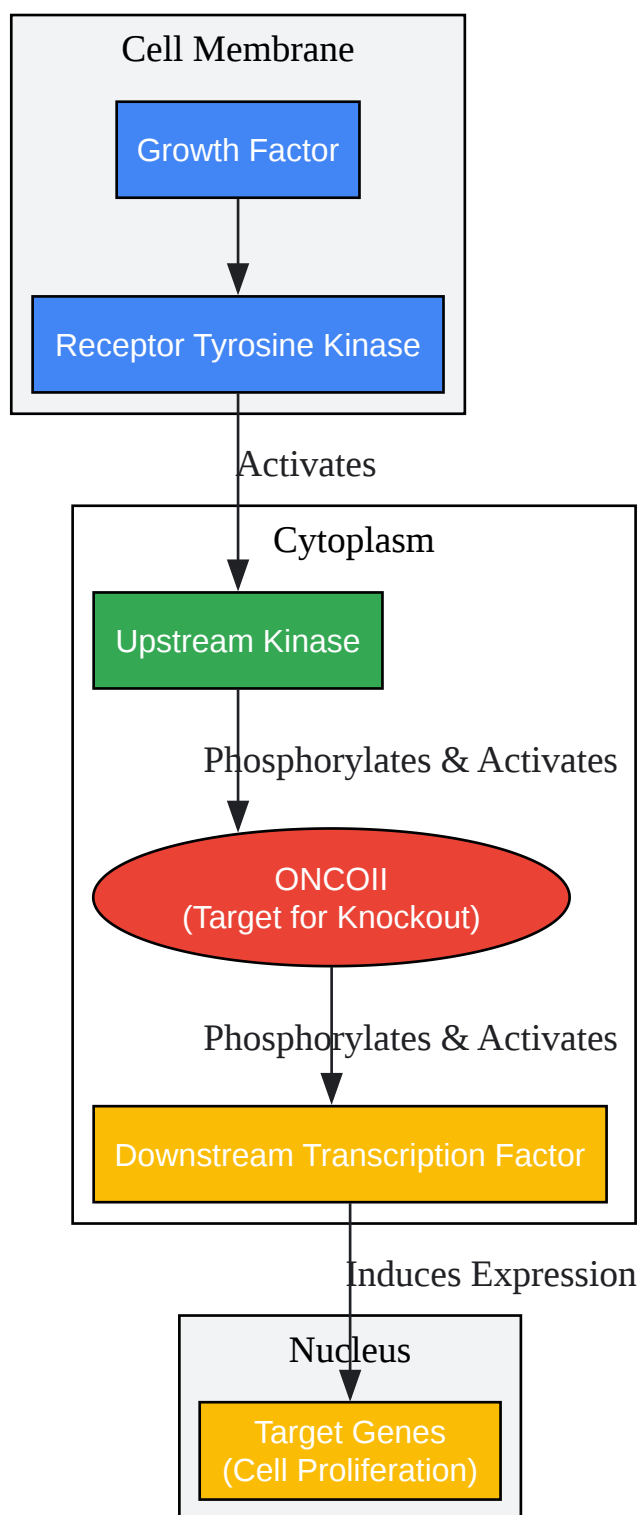 Cell Membrane
Growth Factor
Receptor Tyrosine Kinase
Activates
Cytoplasm
Upstream Kinase
Phosphorylates & Activates
ONCOII
(Target for Knockout)
Phosphorylates & Activates
Downstream Transcription Factor
Induces Expression
Nucleus
Target Genes
(Cell Proliferation)